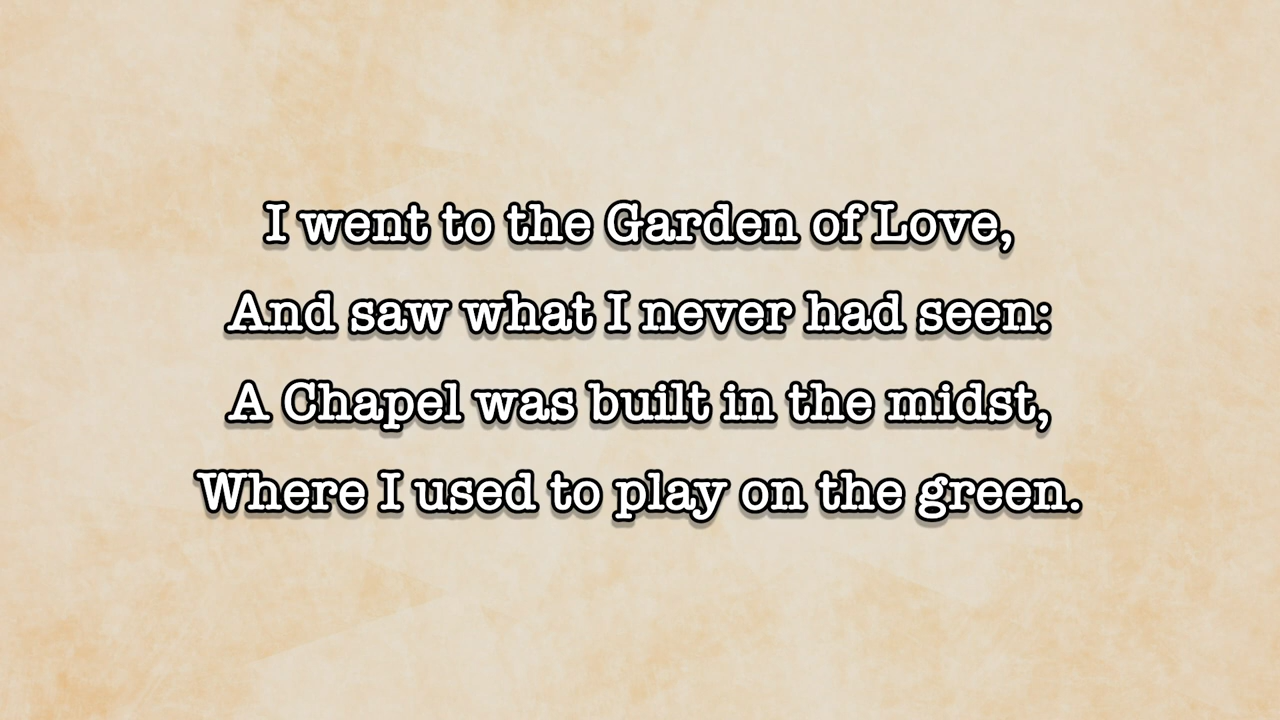 I went to the Garden of Love,
And saw what I never had seen:
A Chapel was built in the midst,
Where I used to play on the green.